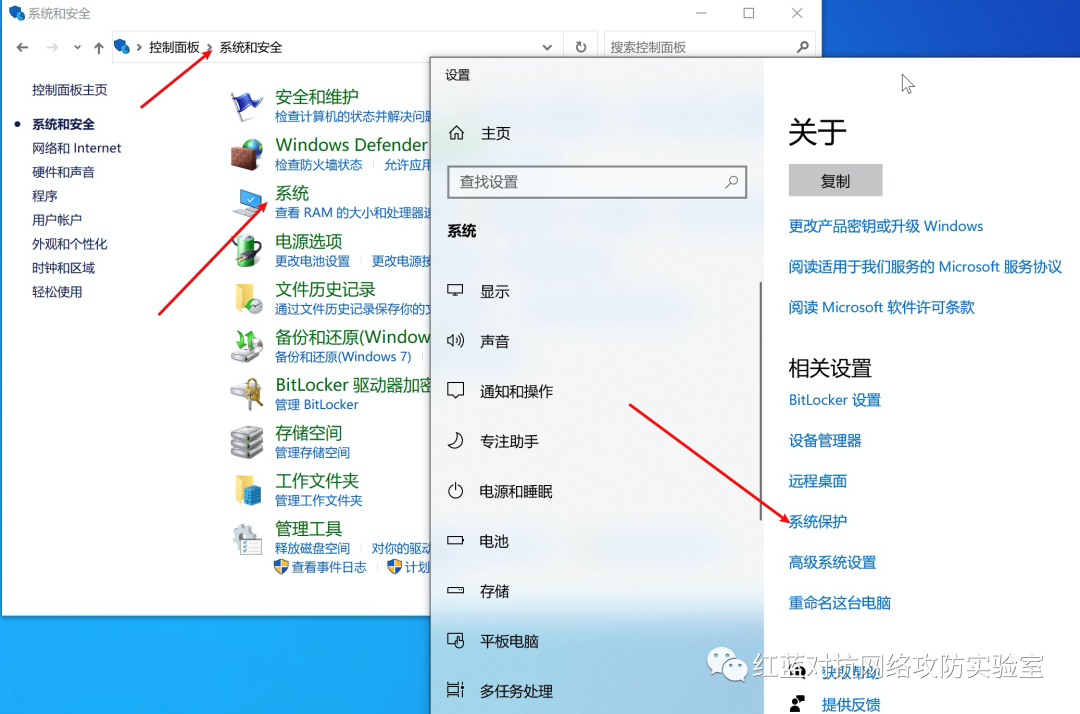 系统和安全
控制面板
系统和安全
搜索控制面板
控制面板主页
系统和安全
网络和 Internet
硬件和声音
程序
用户帐户
外观和个性化
时钟和区域
轻松使用
安全和维护
检查计算机的状态并解决问题
Windows Defender
检查防火墙状态
允许应用
系统
查看 RAM 的大小和处理器速
电源选项
更改电池设置
更改电源按
文件历史记录
通过文件历史记录保存你的文
备份和还原(Window
备份和还原(Windows 7)
BitLocker 驱动器加密
管理 BitLocker
存储空间
管理存储空间
工作文件夹
管理工作文件夹
管理工具
释放磁盘空间
对你的驱动
查看事件日志
计划
设置
主页
查找设置
系统
显示
声音
通知和操作
专注助手
电源和睡眠
电池
存储
平板电脑
多任务处理
关于
复制
更改产品密钥或升级 Windows
阅读适用于我们服务的 Microsoft 服务协议
阅读 Microsoft 软件许可条款
相关设置
BitLocker 设置
设备管理器
远程桌面
系统保护
高级系统设置
重命名这台电脑
获取帮助
红蓝对抗网络攻防实验室
提供反馈